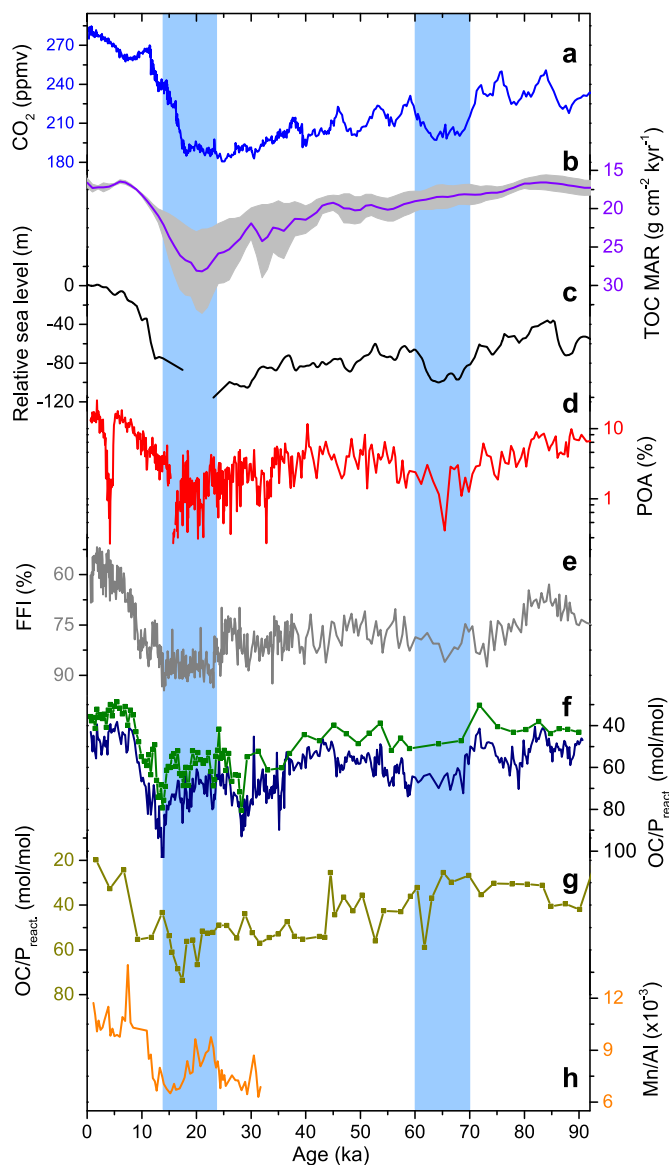 270
240
210
180
CO2 (ppmv)
a
15
20
25
30
TOC MAR (g cm-2 kyr-1)
b
0
-40
-80
-120
Relative sea level (m)
c
10
1
POA (%)
d
60
75
90
FFI (%)
e
40
60
80
100
OC/Preact. (mol/mol)
f
20
40
60
80
OC/Preact. (mol/mol)
g
12
9
6
Mn/Al (x10-3)
h
0 10 20 30 40 50 60 70 80 90
Age (ka)